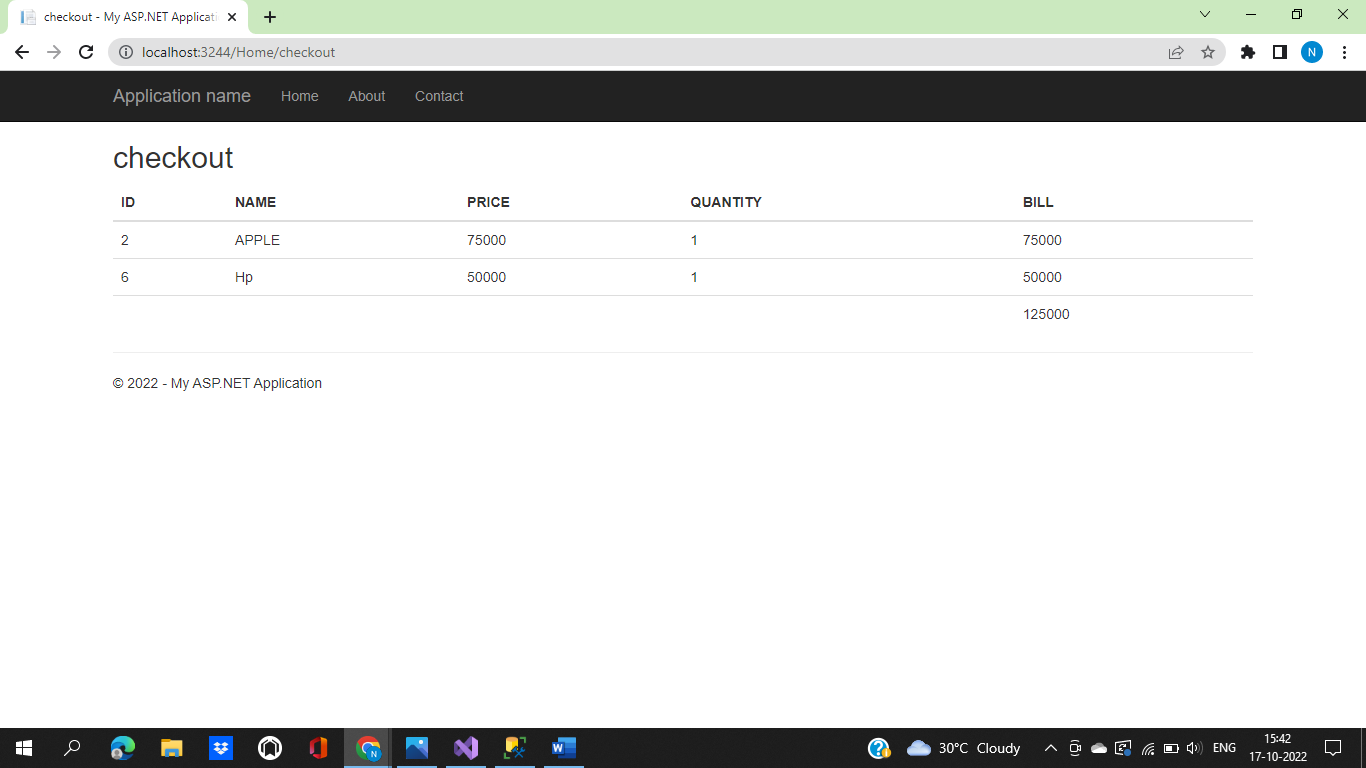 checkout - My ASP.NET Applicati
localhost:3244/Home/checkout
N
Application name Home About Contact
checkout
ID NAME PRICE QUANTITY BILL
2 APPLE 75000 1 75000
6 Hp 50000 1 50000
125000
© 2022 - My ASP.NET Application
N
W
30°C Cloudy
ENG
15:42
17-10-2022